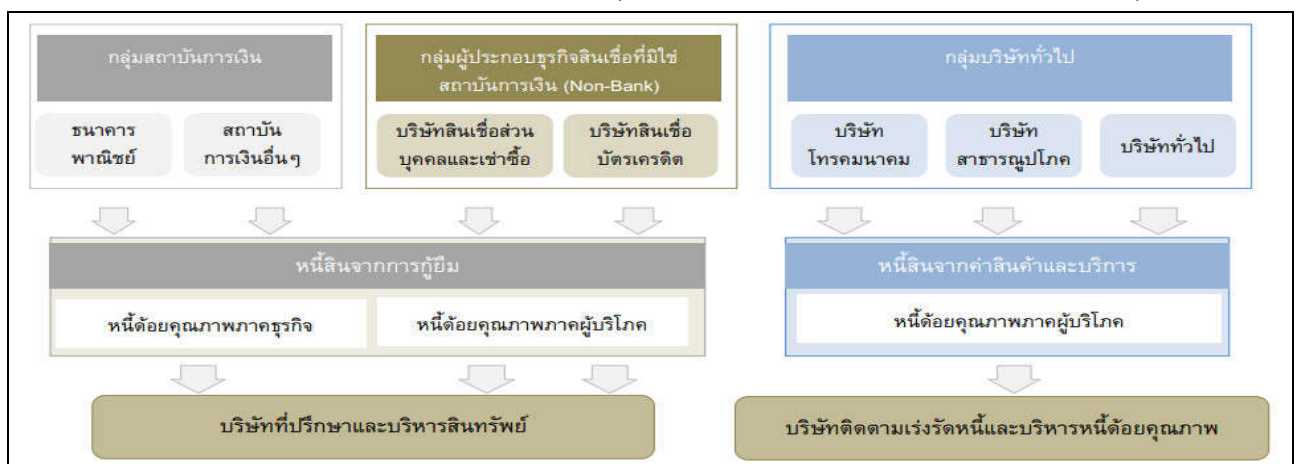 กลุ่มสถาบันการเงิน
ธนาคาร
พาณิชย์
สถาบัน
การเงินอื่นๆ
กลุ่มผู้ประกอบธุรกิจสินเชื่อที่มิใช่
สถาบันการเงิน (Non-Bank)
บริษัทสินเชื่อส่วน
บุคคลและเช่าซื้อ
บริษัทสินเชื่อ
บัตรเครดิต
กลุ่มบริษัททั่วไป
บริษัท
โทรคมนาคม
บริษัท
สาธารณูปโภค
บริษัททั่วไป
หนี้สินจากการกู้ยืม
หนี้ด้อยคุณภาพภาคธุรกิจ
หนี้ด้อยคุณภาพภาคผู้บริโภค
หนี้สินจากค่าสินค้าและบริการ
หนี้ด้อยคุณภาพภาคผู้บริโภค
บริษัทที่ปรึกษาและบริหารสินทรัพย์
บริษัทติดตามเร่งรัดหนี้และบริหารหนี้ด้อยคุณภาพ